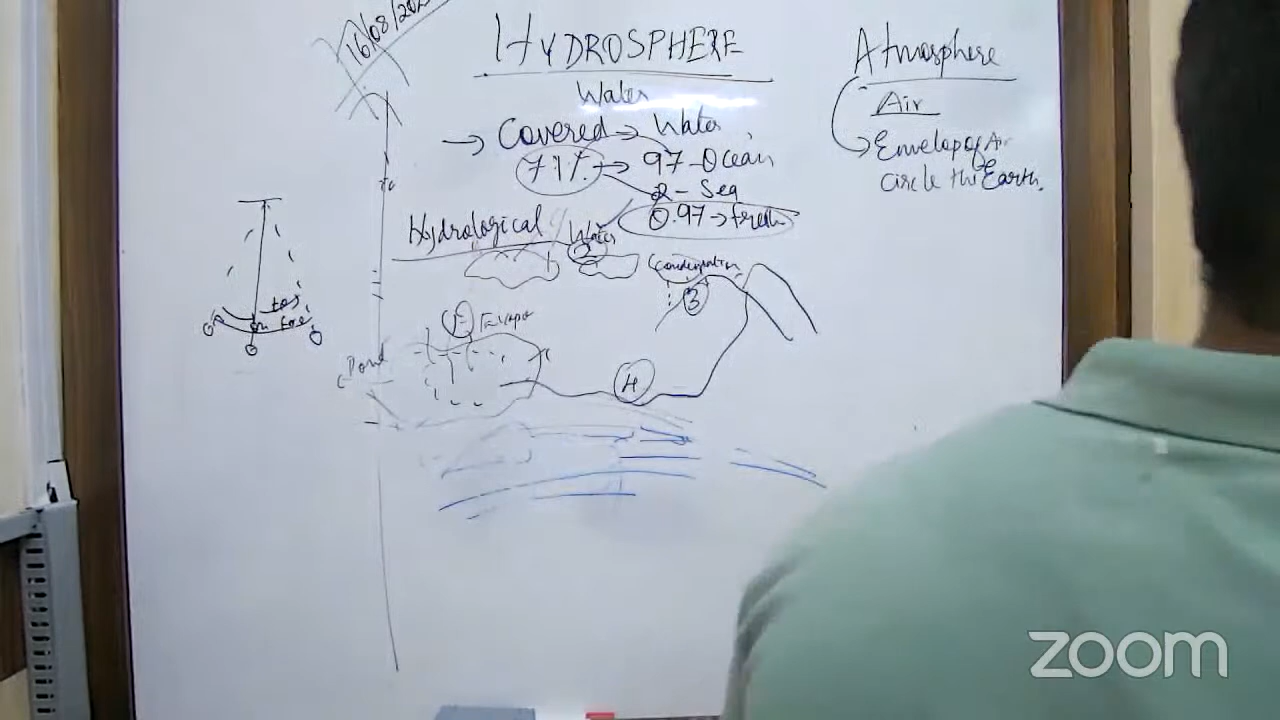 16/08/202
HYDROSPHERE
Water
→ Covered → Water
71% → 97 - Ocean
2 - Sea
0.97 → Fresh
Hydrological
Water
2
Condensation
3
1 Evapo
Pond
4
Atmosphere
Air
→ Envelop of Air
Circle the Earth.
zoom